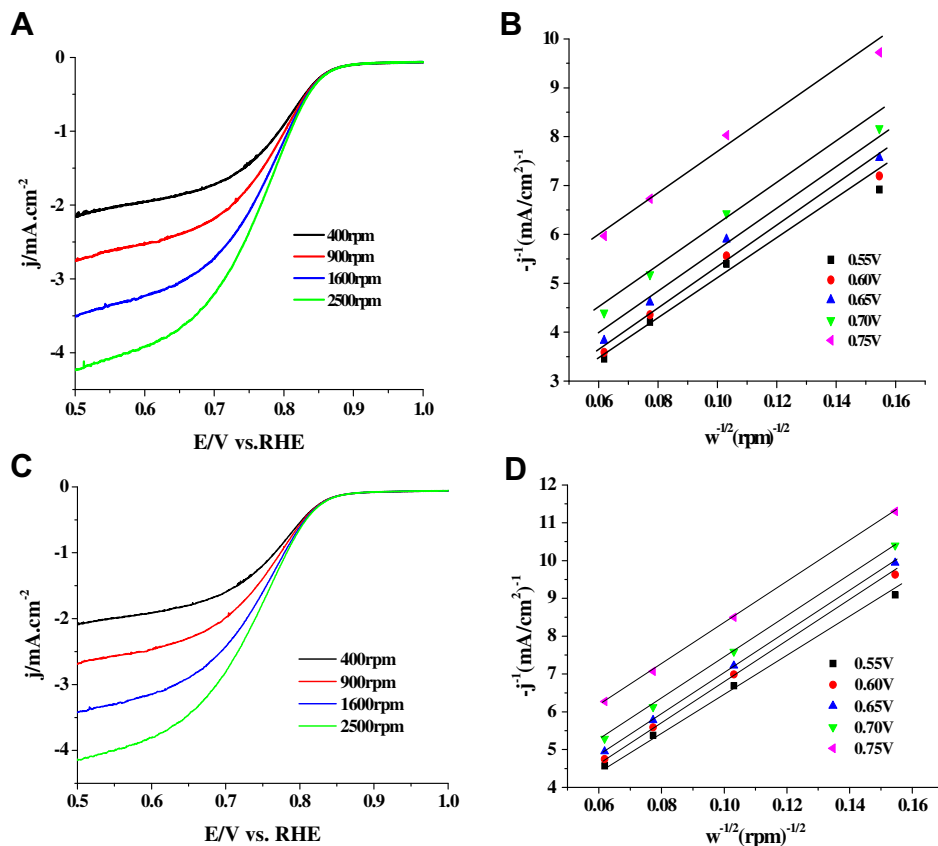 A
0
-1
-2
-3
-4
j/mA.cm-2
400rpm
900rpm
1600rpm
2500rpm
0.5 0.6 0.7 0.8 0.9 1.0
E/V vs.RHE
B
10
9
8
7
6
5
4
3
-j-1(mA/cm2)-1
0.55V
0.60V
0.65V
0.70V
0.75V
0.06 0.08 0.10 0.12 0.14 0.16
w-1/2(rpm)-1/2
C
0
-1
-2
-3
-4
j/mA.cm-2
400rpm
900rpm
1600rpm
2500rpm
0.5 0.6 0.7 0.8 0.9 1.0
E/V vs. RHE
D
12
11
10
9
8
7
6
5
4
-j-1(mA/cm2)-1
0.55V
0.60V
0.65V
0.70V
0.75V
0.06 0.08 0.10 0.12 0.14 0.16
w-1/2(rpm)-1/2